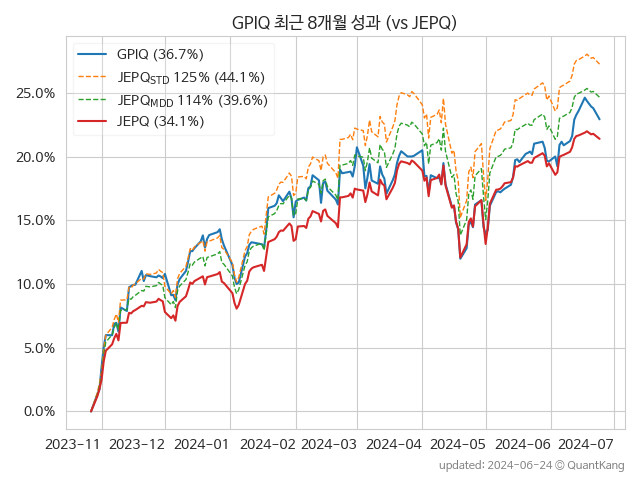 GPIQ 최근 8개월 성과 (vs JEPQ)
GPIQ (36.7%)
JEPQSTD 125% (44.1%)
JEPQMDD 114% (39.6%)
JEPQ (34.1%)
25.0%
20.0%
15.0%
10.0%
5.0%
0.0%
2023-11 2023-12 2024-01 2024-02 2024-03 2024-04 2024-05 2024-06 2024-07
updated: 2024-06-24 © QuantKang